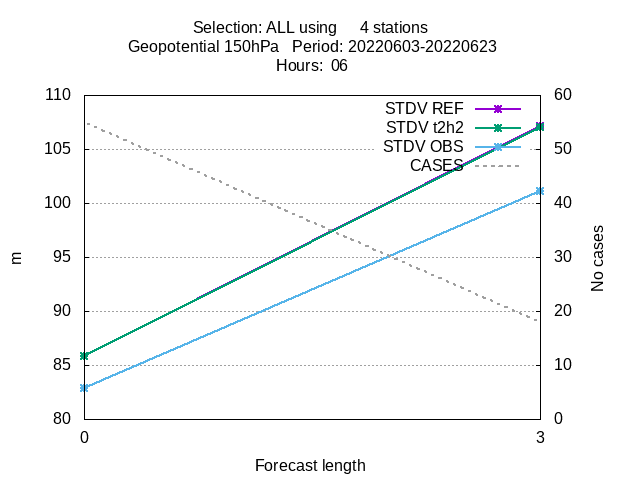 Selection: ALL using 4 stations
Geopotential 150hPa Period: 20220603-20220623
Hours: 06
110
105
100
95
90
85
80
60
50
40
30
20
10
0
STDV REF
STDV t2h2
STDV OBS
CASES
m
No cases
0
3
Forecast length